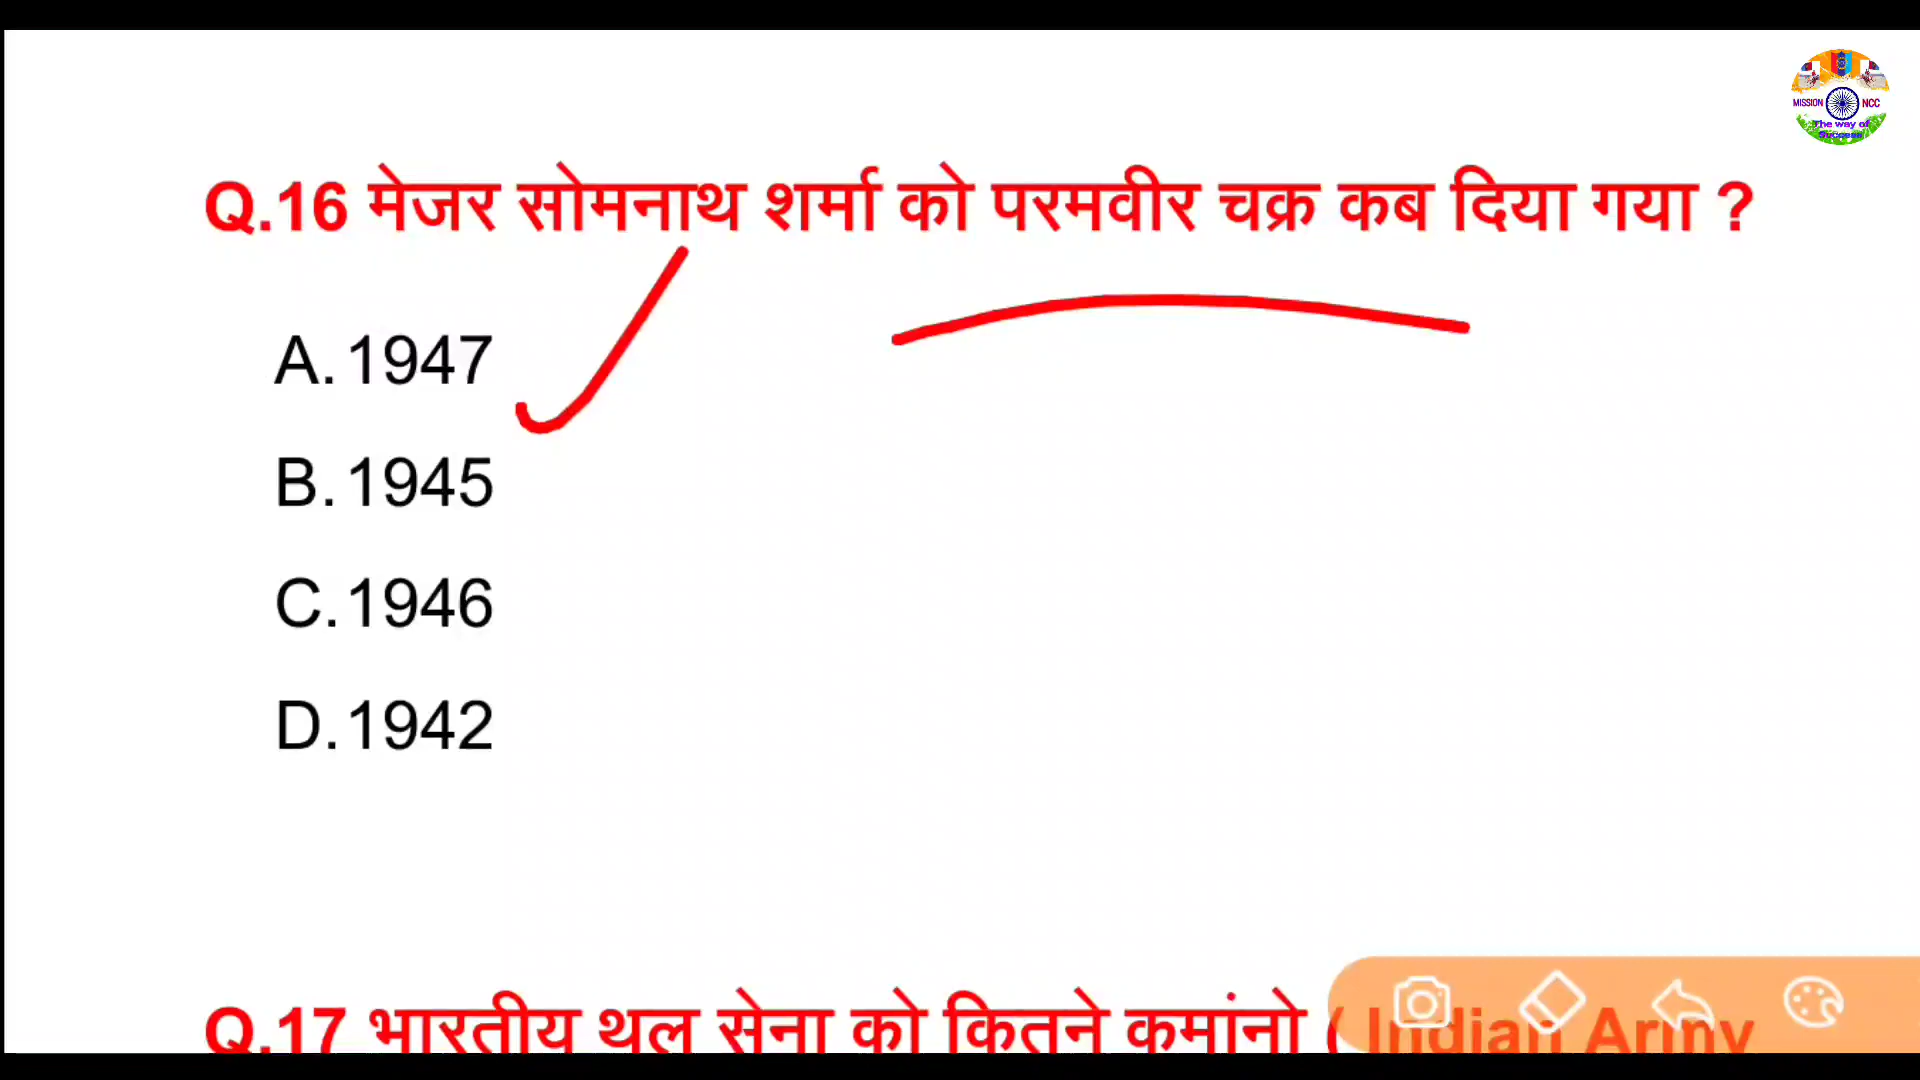 MISSION NCC
The way of
Success
Q.16 मेजर सोमनाथ शर्मा को परमवीर चक्र कब दिया गया ?
A. 1947
B. 1945
C. 1946
D. 1942
Q.17 भारतीय थल सेना को कितने कमांनो ( Indian Army